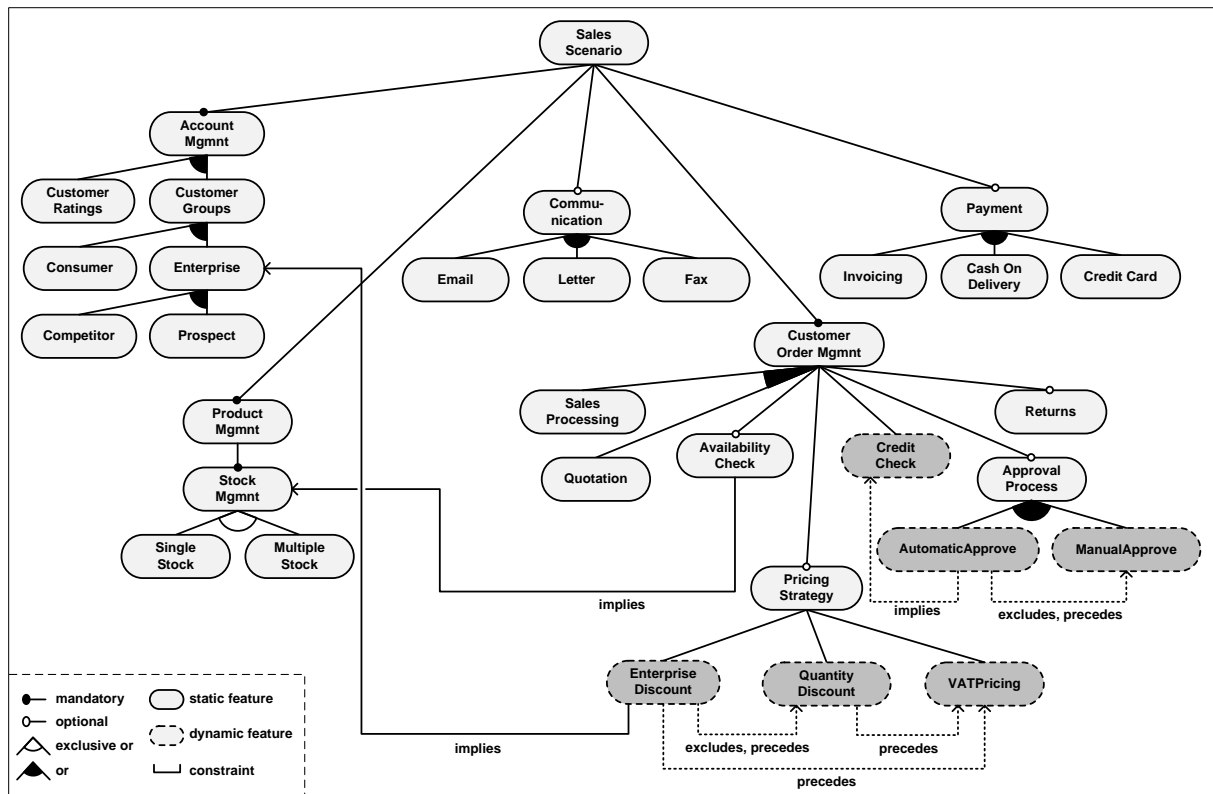 Sales
Scenario
Account
Mgmnt
Customer
Ratings
Customer
Groups
Commu-
nication
Payment
Consumer
Enterprise
Email
Letter
Fax
Invoicing
Cash On
Delivery
Credit Card
Competitor
Prospect
Customer
Order Mgmnt
Product
Mgmnt
Sales
Processing
Returns
Stock
Mgmnt
Quotation
Availability
Check
Credit
Check
Approval
Process
Single
Stock
Multiple
Stock
AutomaticApprove
ManualApprove
Pricing
Strategy
implies
implies
excludes, precedes
Enterprise
Discount
Quantity
Discount
VATPricing
implies
excludes, precedes
precedes
precedes
mandatory
optional
exclusive or
or
static feature
dynamic feature
constraint